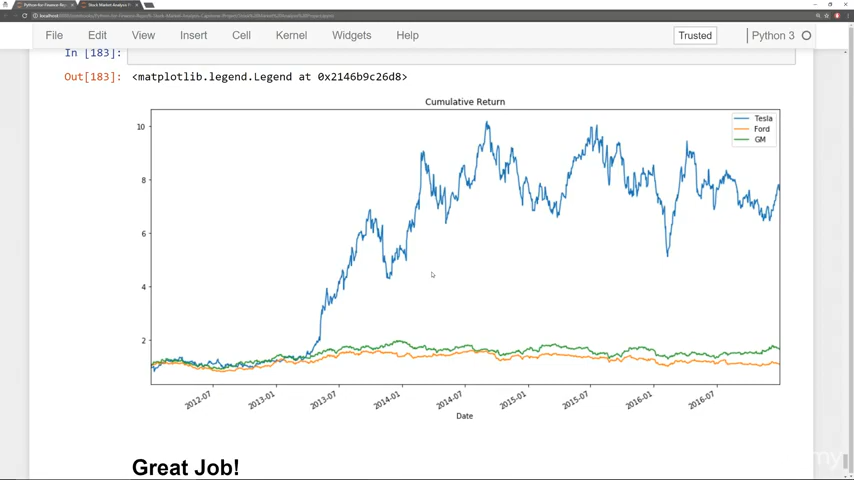 File Edit View Insert Cell Kernel Widgets Help Trusted Python 3
In [183]:
Out[183]: <matplotlib.legend.Legend at 0x2146b9c26d8>
Cumulative Return
Tesla
Ford
GM
10
8
6
4
2
2012-07 2013-01 2013-07 2014-01 2014-07 2015-01 2015-07 2016-01 2016-07
Date
Great Job!